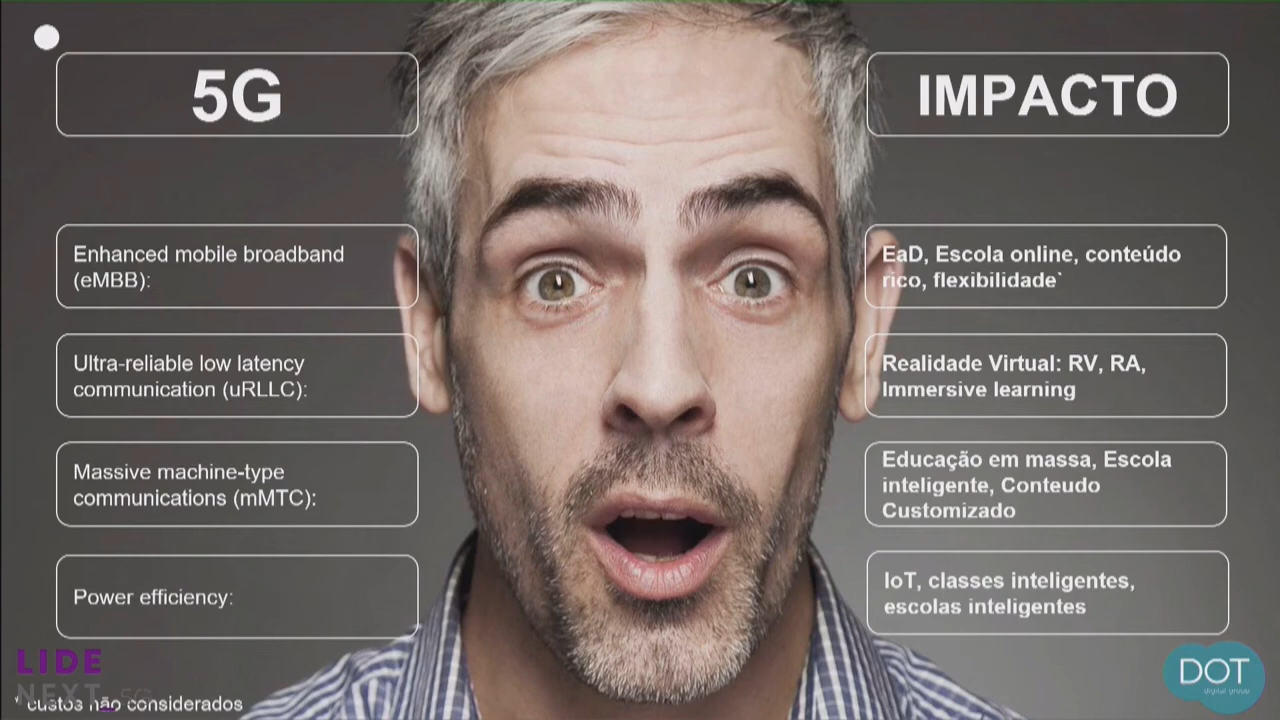 5G
IMPACTO
Enhanced mobile broadband
(eMBB):
EaD, Escola online, conteúdo
rico, flexibilidade`
Ultra-reliable low latency
communication (uRLLC):
Realidade Virtual: RV, RA,
Immersive learning
Massive machine-type
communications (mMTC):
Educação em massa, Escola
inteligente, Conteudo
Customizado
Power efficiency:
IoT, classes inteligentes,
escolas inteligentes
LIDE
NEXT 5G
* custos não considerados
DOT
digital group